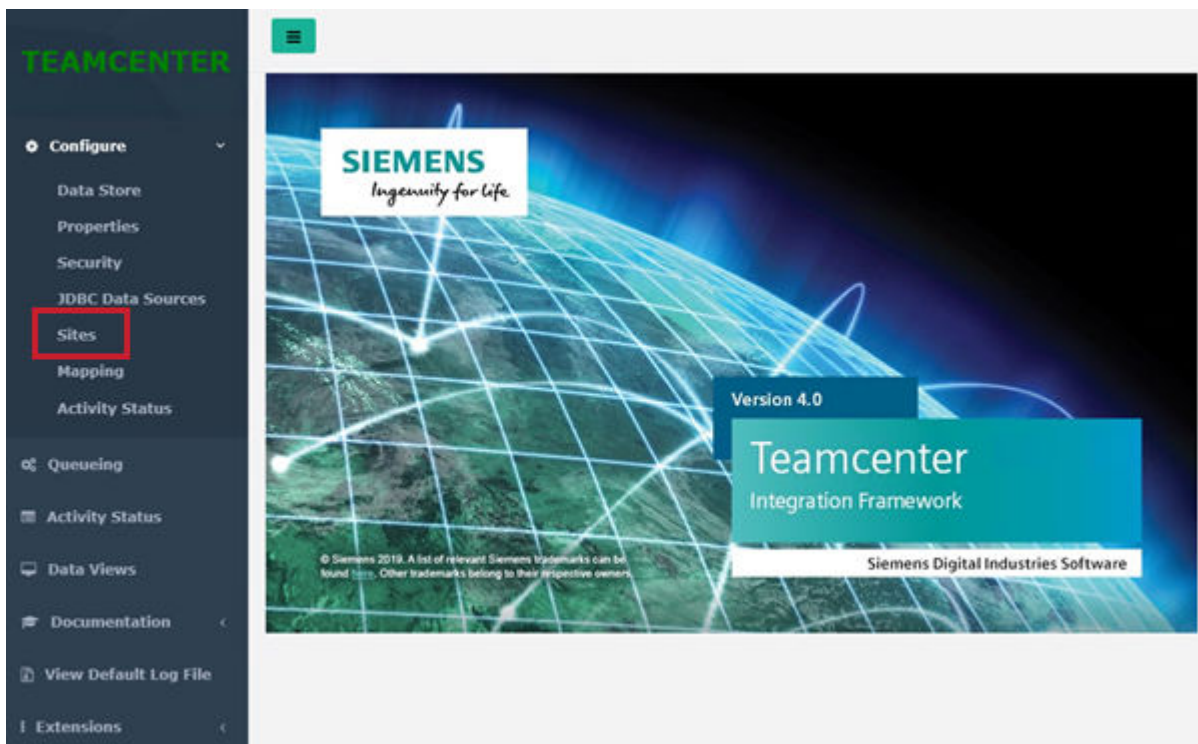 TEAMCENTER
Configure
Data Store
Properties
Security
JDBC Data Sources
Sites
Mapping
Activity Status
Queueing
Activity Status
Data Views
Documentation
View Default Log File
Extensions
SIEMENS
Ingenuity for life
Version 4.0
Teamcenter
Integration Framework
© Siemens 2019. A list of relevant Siemens trademarks can be
found here. Other trademarks belong to their respective owners.
Siemens Digital Industries Software